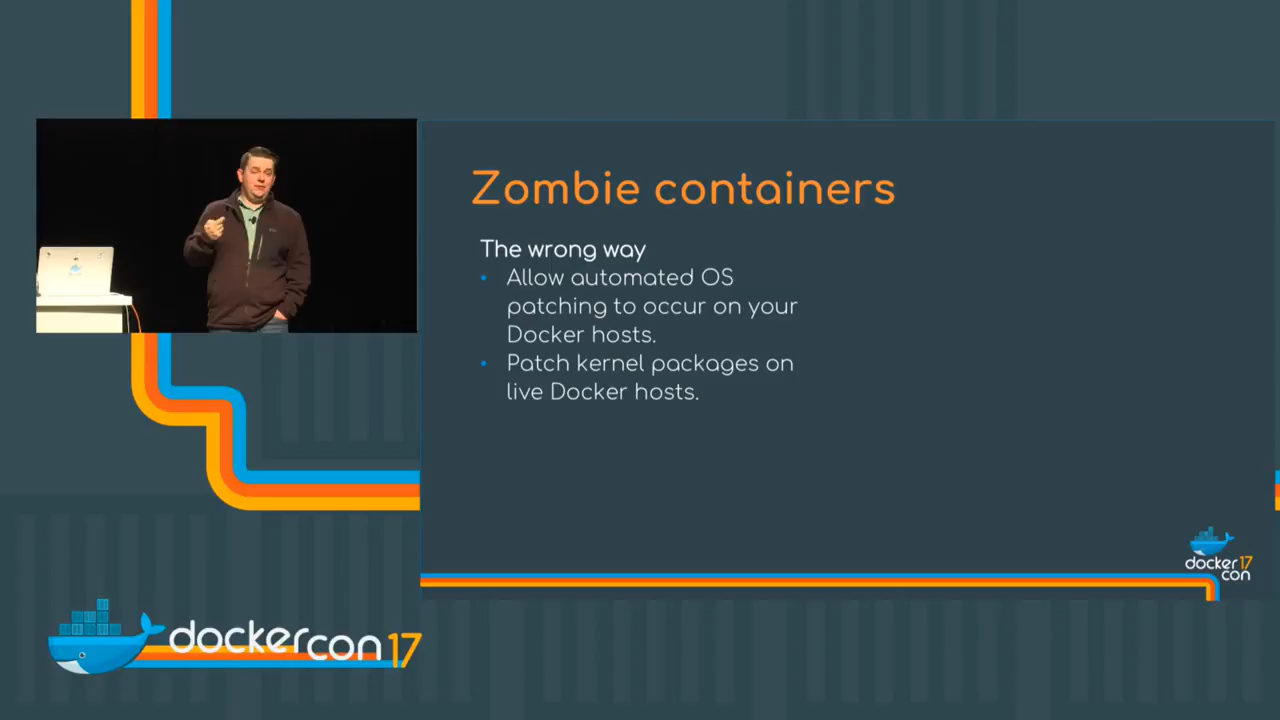 Zombie containers
The wrong way
• Allow automated OS
patching to occur on your
Docker hosts.
• Patch kernel packages on
live Docker hosts.
docker 17
con
dockercon 17